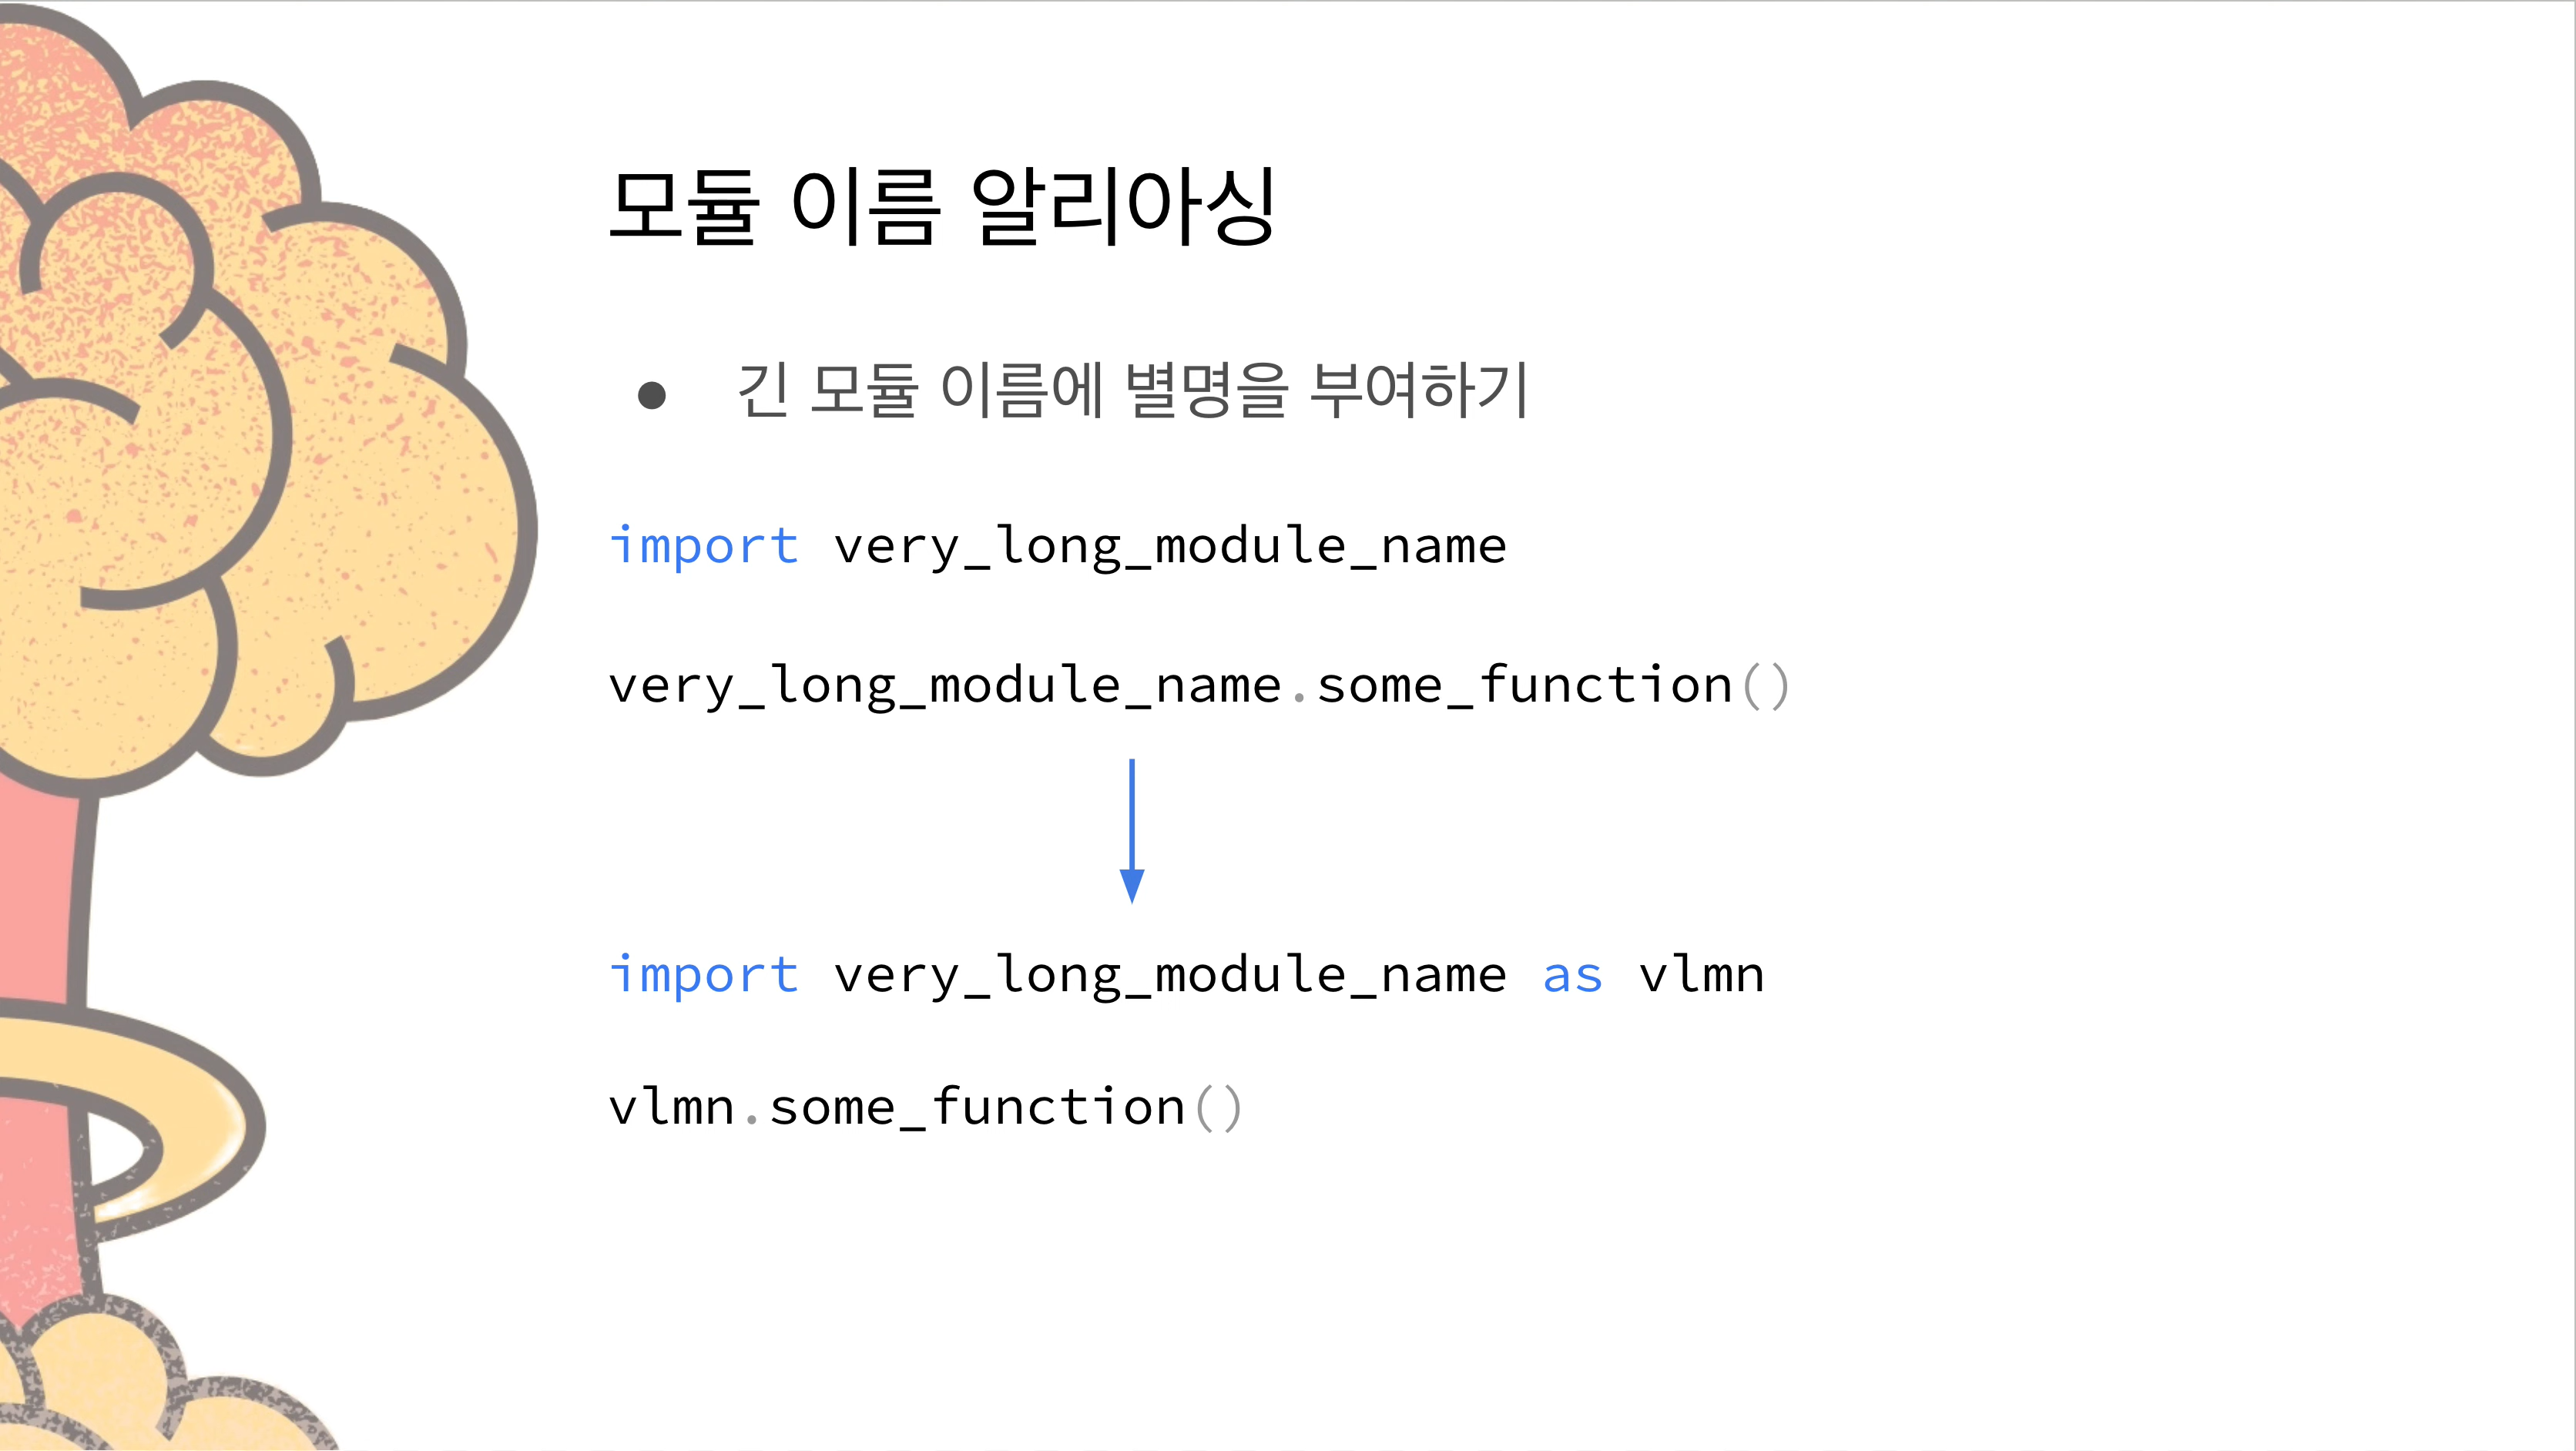 모듈 이름 알리아싱
● 긴 모듈 이름에 별명을 부여하기
import very_long_module_name
very_long_module_name.some_function()
import very_long_module_name as vlmn
vlmn.some_function()